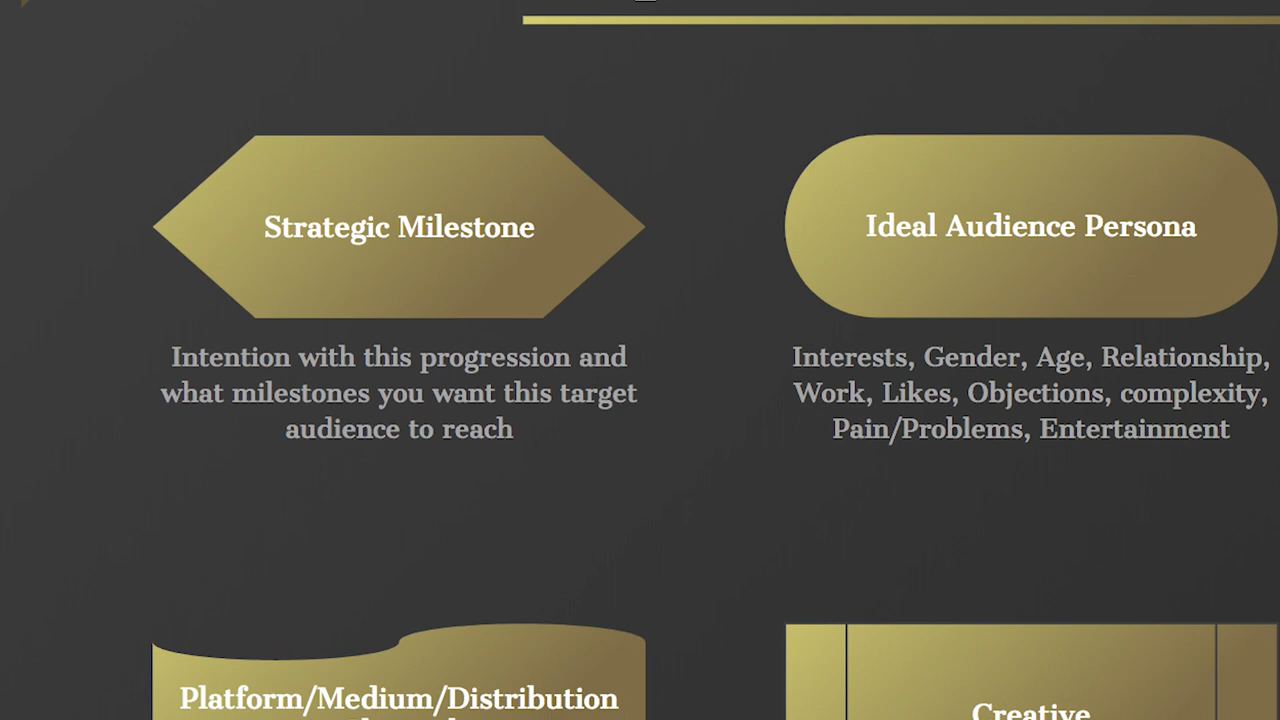 Strategic Milestone
Intention with this progression and
what milestones you want this target
audience to reach
Ideal Audience Persona
Interests, Gender, Age, Relationship,
Work, Likes, Objections, complexity,
Pain/Problems, Entertainment
Platform/Medium/Distribution
Creative